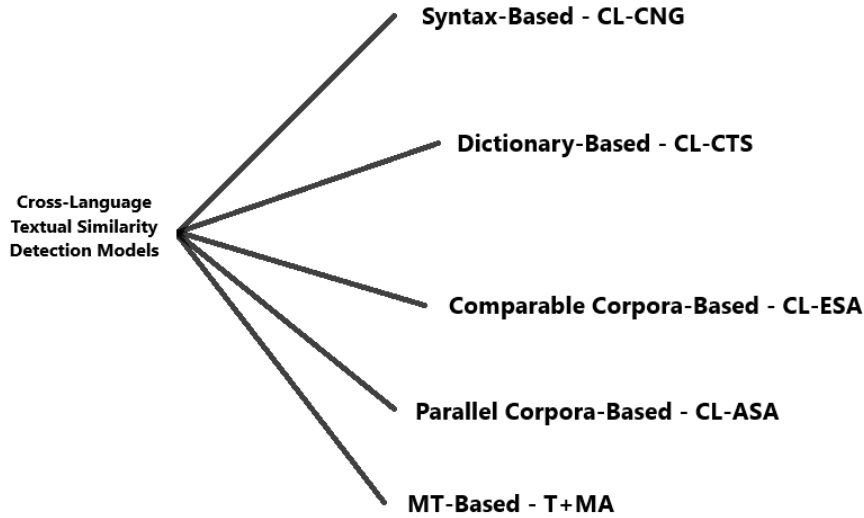 Syntax-Based - CL-CNG
Dictionary-Based - CL-CTS
Cross-Language
Textual Similarity
Detection Models
Comparable Corpora-Based - CL-ESA
Parallel Corpora-Based - CL-ASA
MT-Based - T+MA